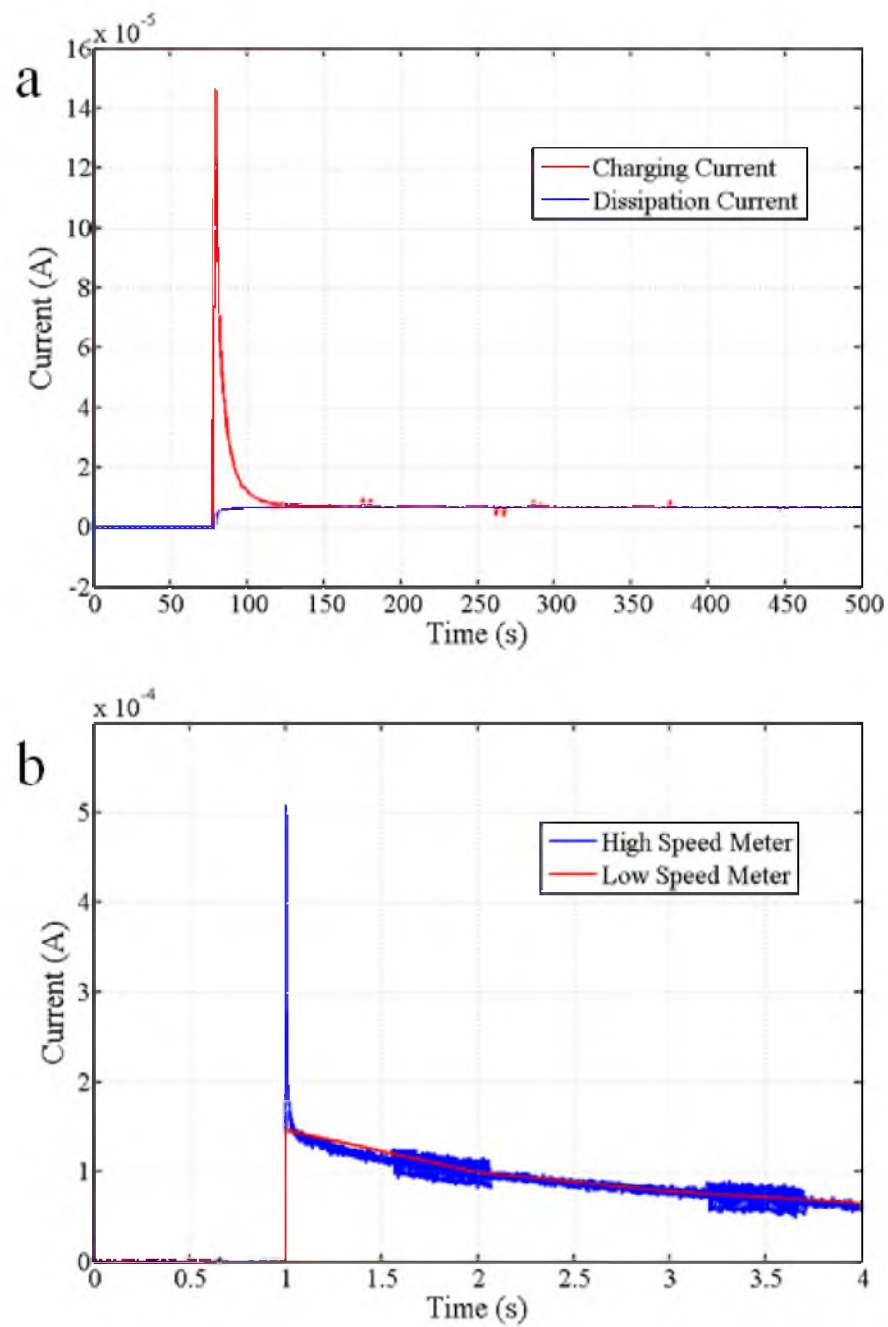 x 10^-5
a
16
14
12
10
8
6
4
2
0
-2
Current (A)
Charging Current
Dissipation Current
0 50 100 150 200 250 300 350 400 450 500
Time (s)
x 10^-4
b
5
4
3
2
1
0
Current (A)
High Speed Meter
Low Speed Meter
0 0.5 1 1.5 2 2.5 3 3.5 4
Time (s)